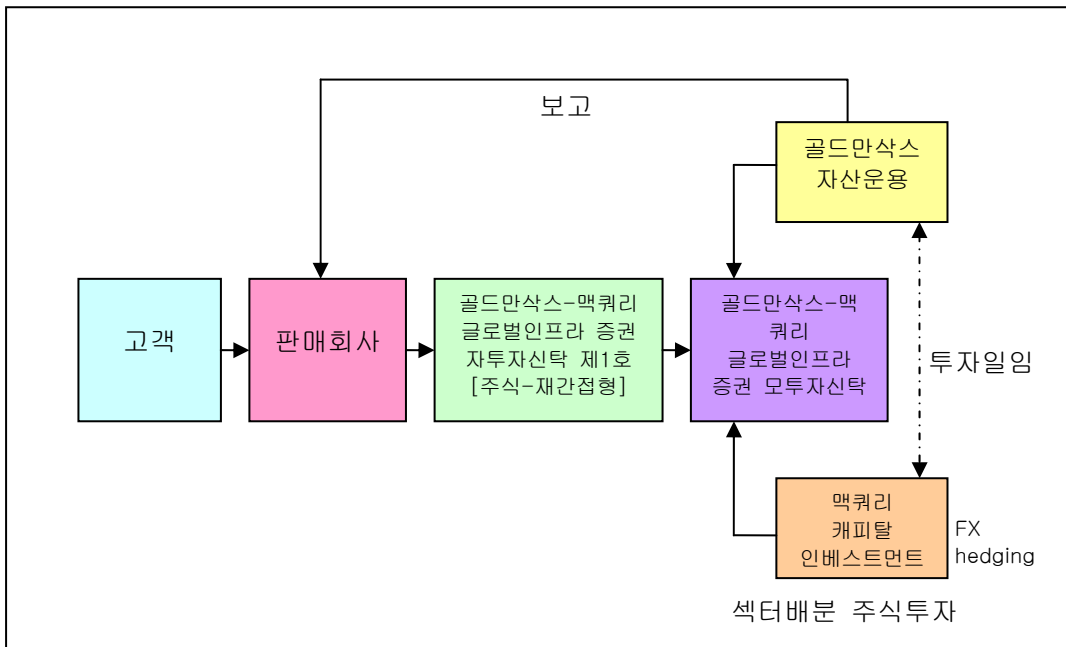 보고
골드만삭스
자산운용
고객
판매회사
골드만삭스-맥쿼리
글로벌인프라 증권
자투자신탁 제1호
[주식-재간접형]
골드만삭스-맥
쿼리
글로벌인프라
증권 모투자신탁
투자일임
맥쿼리
캐피탈
인베스트먼트
FX
hedging
섹터배분 주식투자